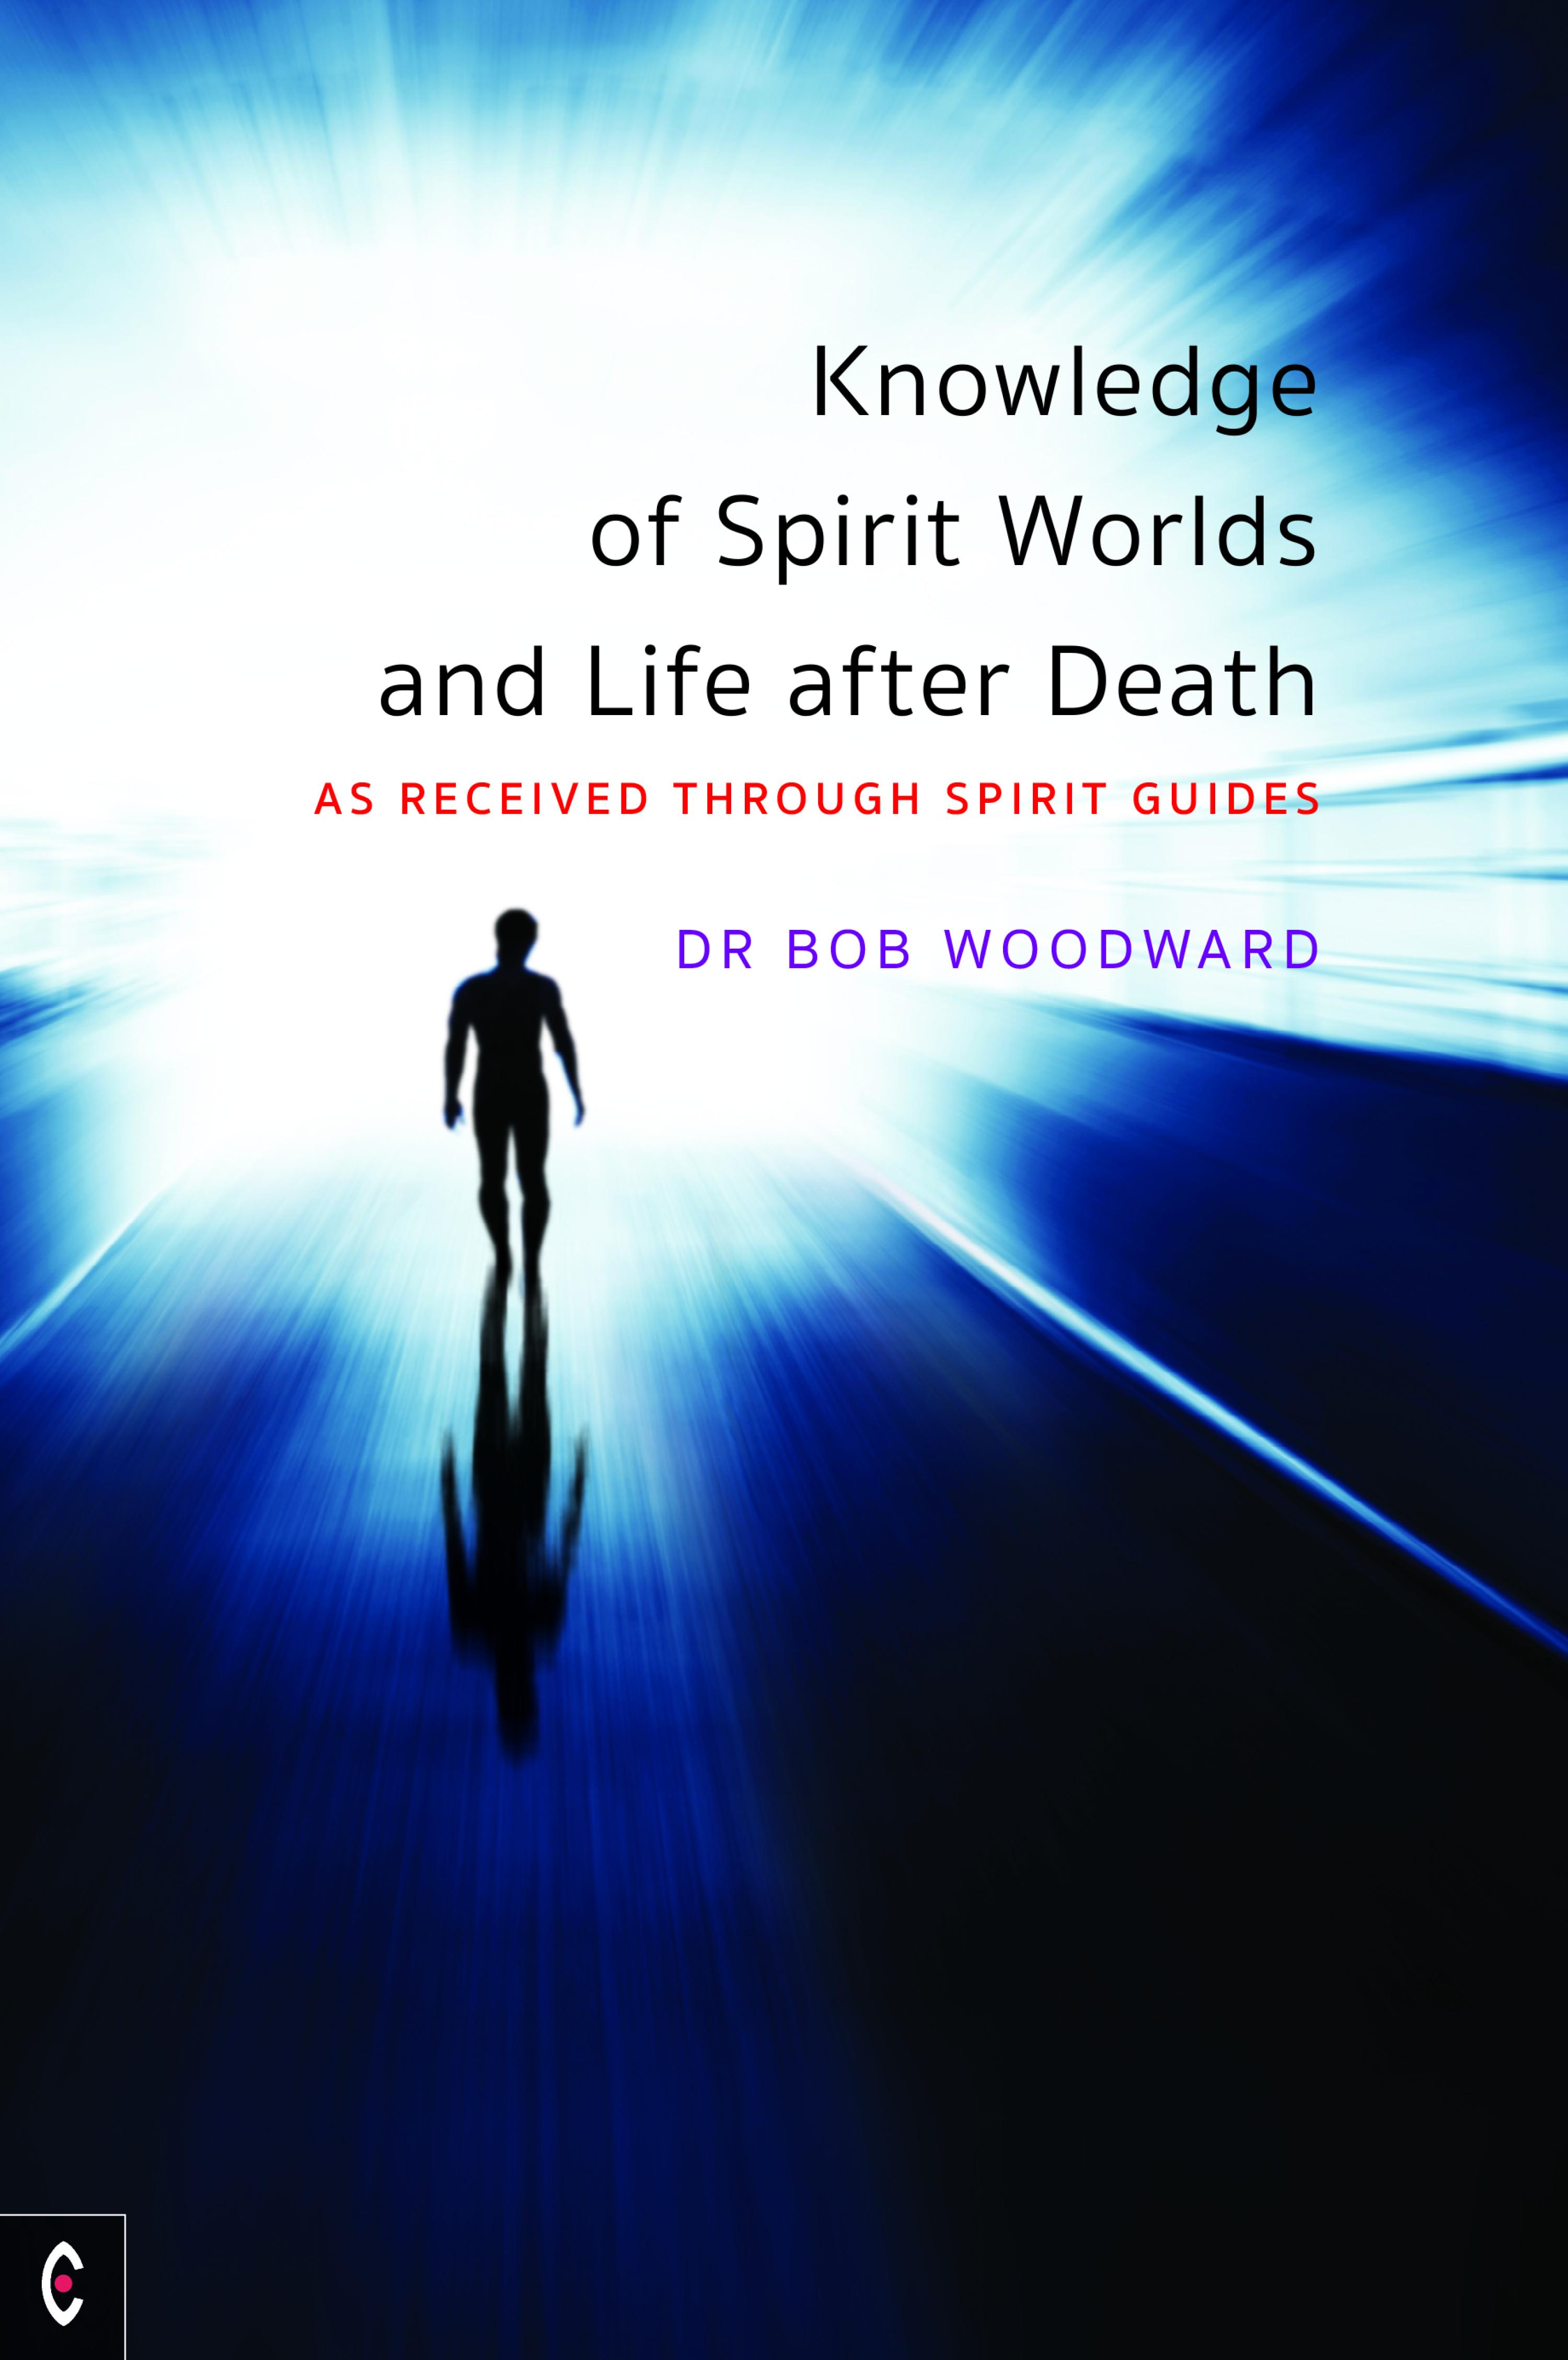 Knowledge
of Spirit Worlds
and Life after Death
AS RECEIVED THROUGH SPIRIT GUIDES
DR BOB WOODWARD